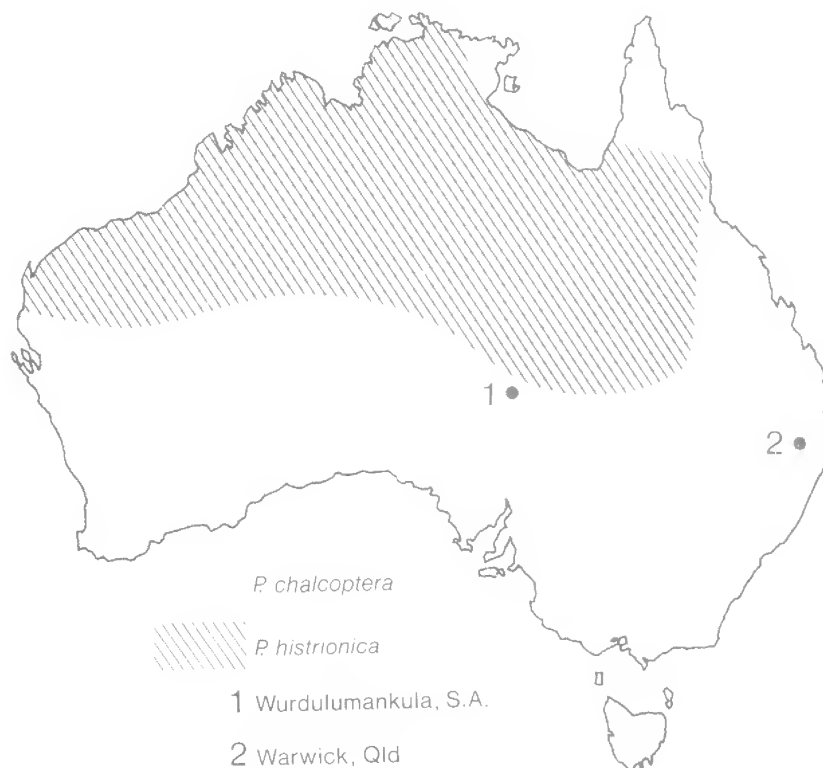 1
2
P. chalcoptera
P. histrionica
1 Wurdulumankula, S.A.
2 Warwick, Qld